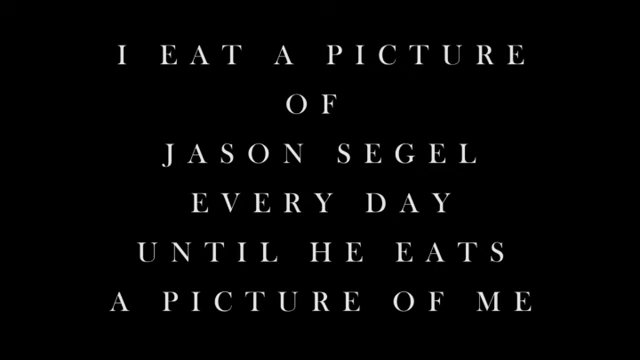 I EAT A PICTURE
OF
JASON SEGEL
EVERY DAY
UNTIL HE EATS
A PICTURE OF ME